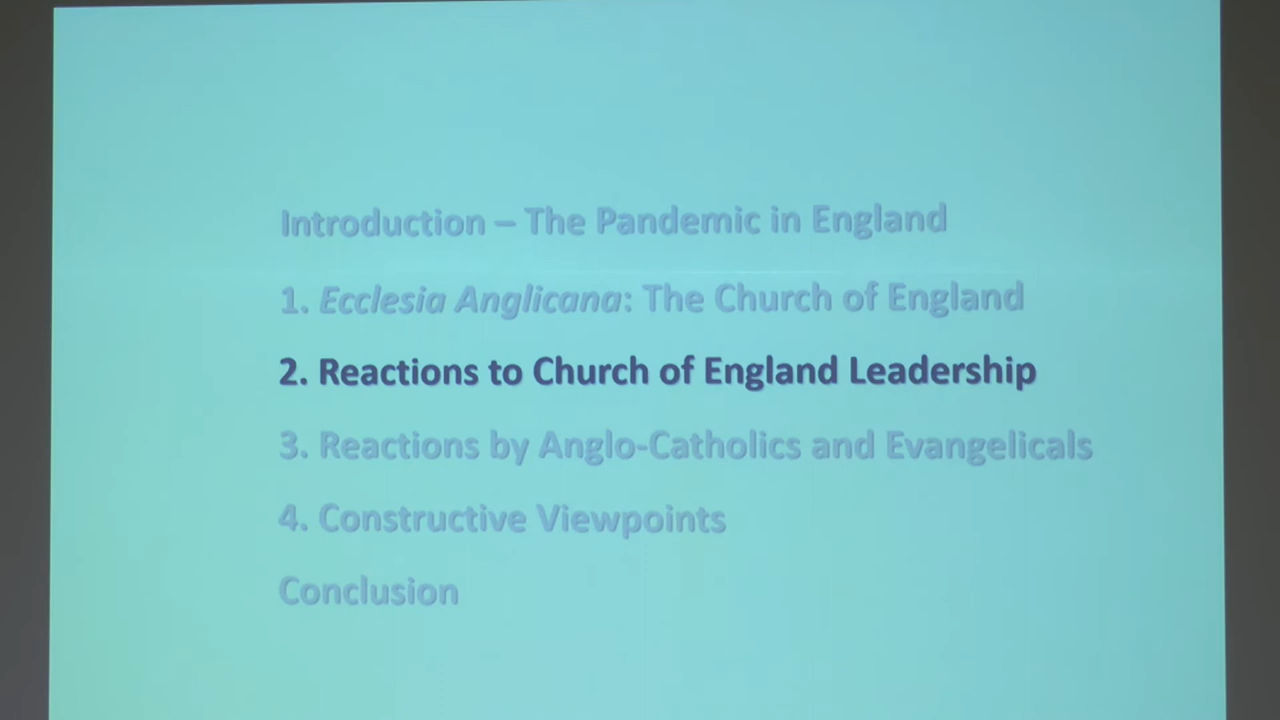 Introduction – The Pandemic in England
1. Ecclesia Anglicana: The Church of England
2. Reactions to Church of England Leadership
3. Reactions by Anglo-Catholics and Evangelicals
4. Constructive Viewpoints
Conclusion